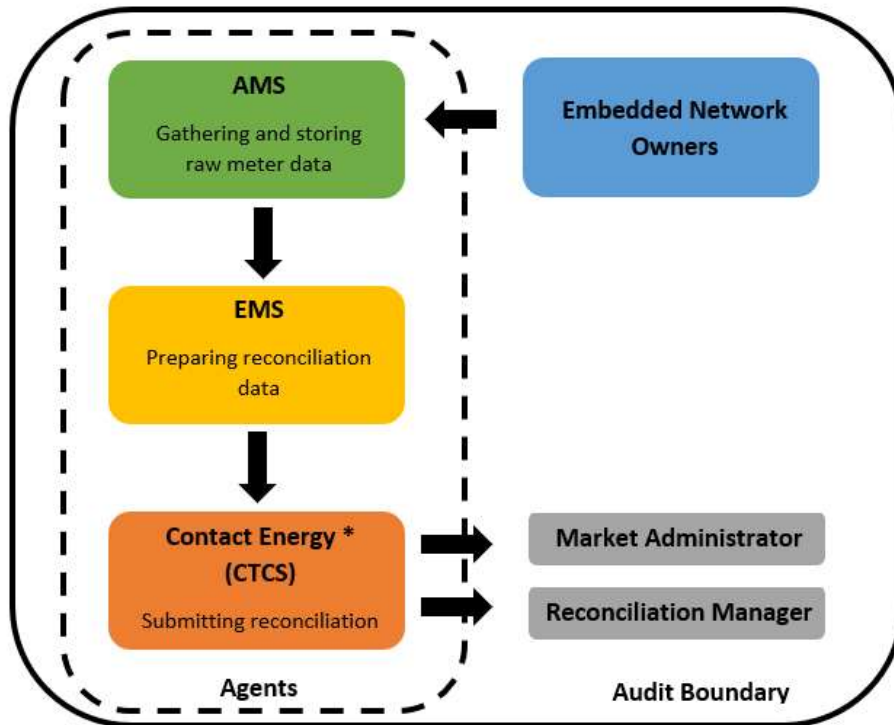 AMS
Gathering and storing
raw meter data
Embedded Network
Owners
EMS
Preparing reconciliation
data
Contact Energy *
(CTCS)
Submitting reconciliation
Market Administrator
Reconciliation Manager
Agents
Audit Boundary